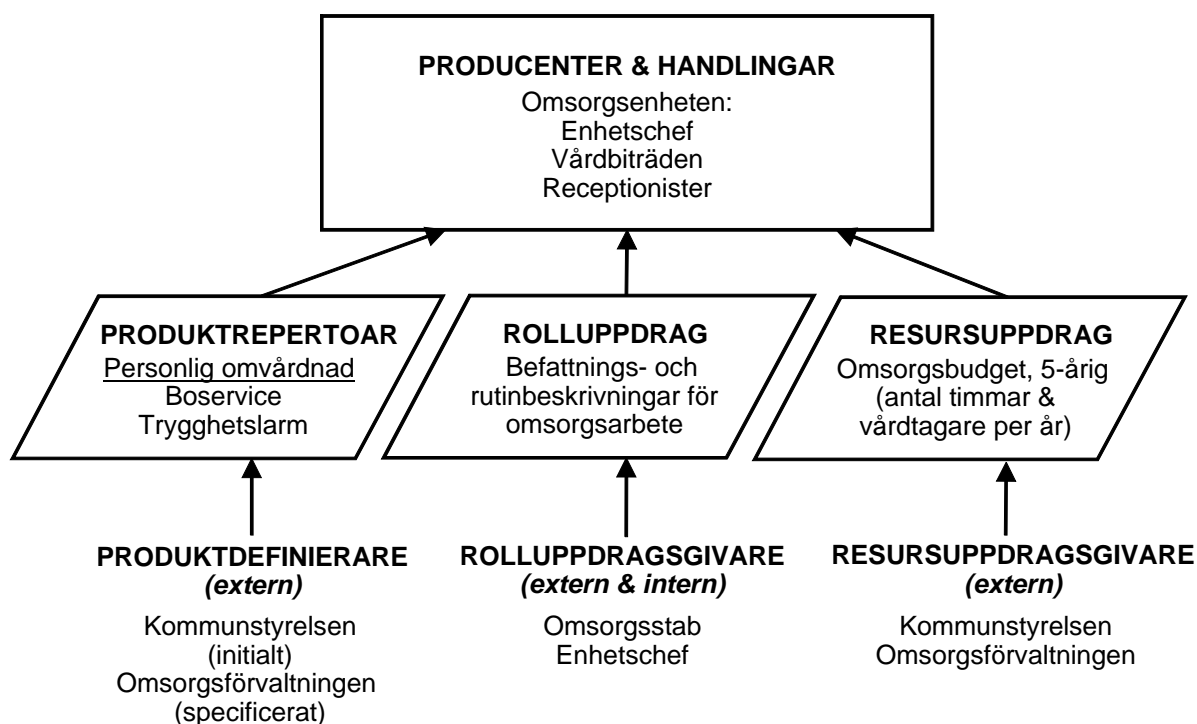 PRODUCENTER & HANDLINGAR
Omsorgsenheten:
Enhetschef
Vårdbiträden
Receptionister
PRODUKTREPERTOAR
Personlig omvårdnad
Boservice
Trygghetslarm
ROLLUPPDRAG
Befattnings- och
rutinbeskrivningar för
omsorgsarbete
RESURSUPPDRAG
Omsorgsbudget, 5-årig
(antal timmar &
vårdtagare per år)
PRODUKTDEFINIERARE
(extern)
Kommunstyrelsen
(initialt)
Omsorgsförvaltningen
(specificerat)
ROLLUPPDRAGSGIVARE
(extern & intern)
Omsorgsstab
Enhetschef
RESURSUPPDRAGSGIVARE
(extern)
Kommunstyrelsen
Omsorgsförvaltningen